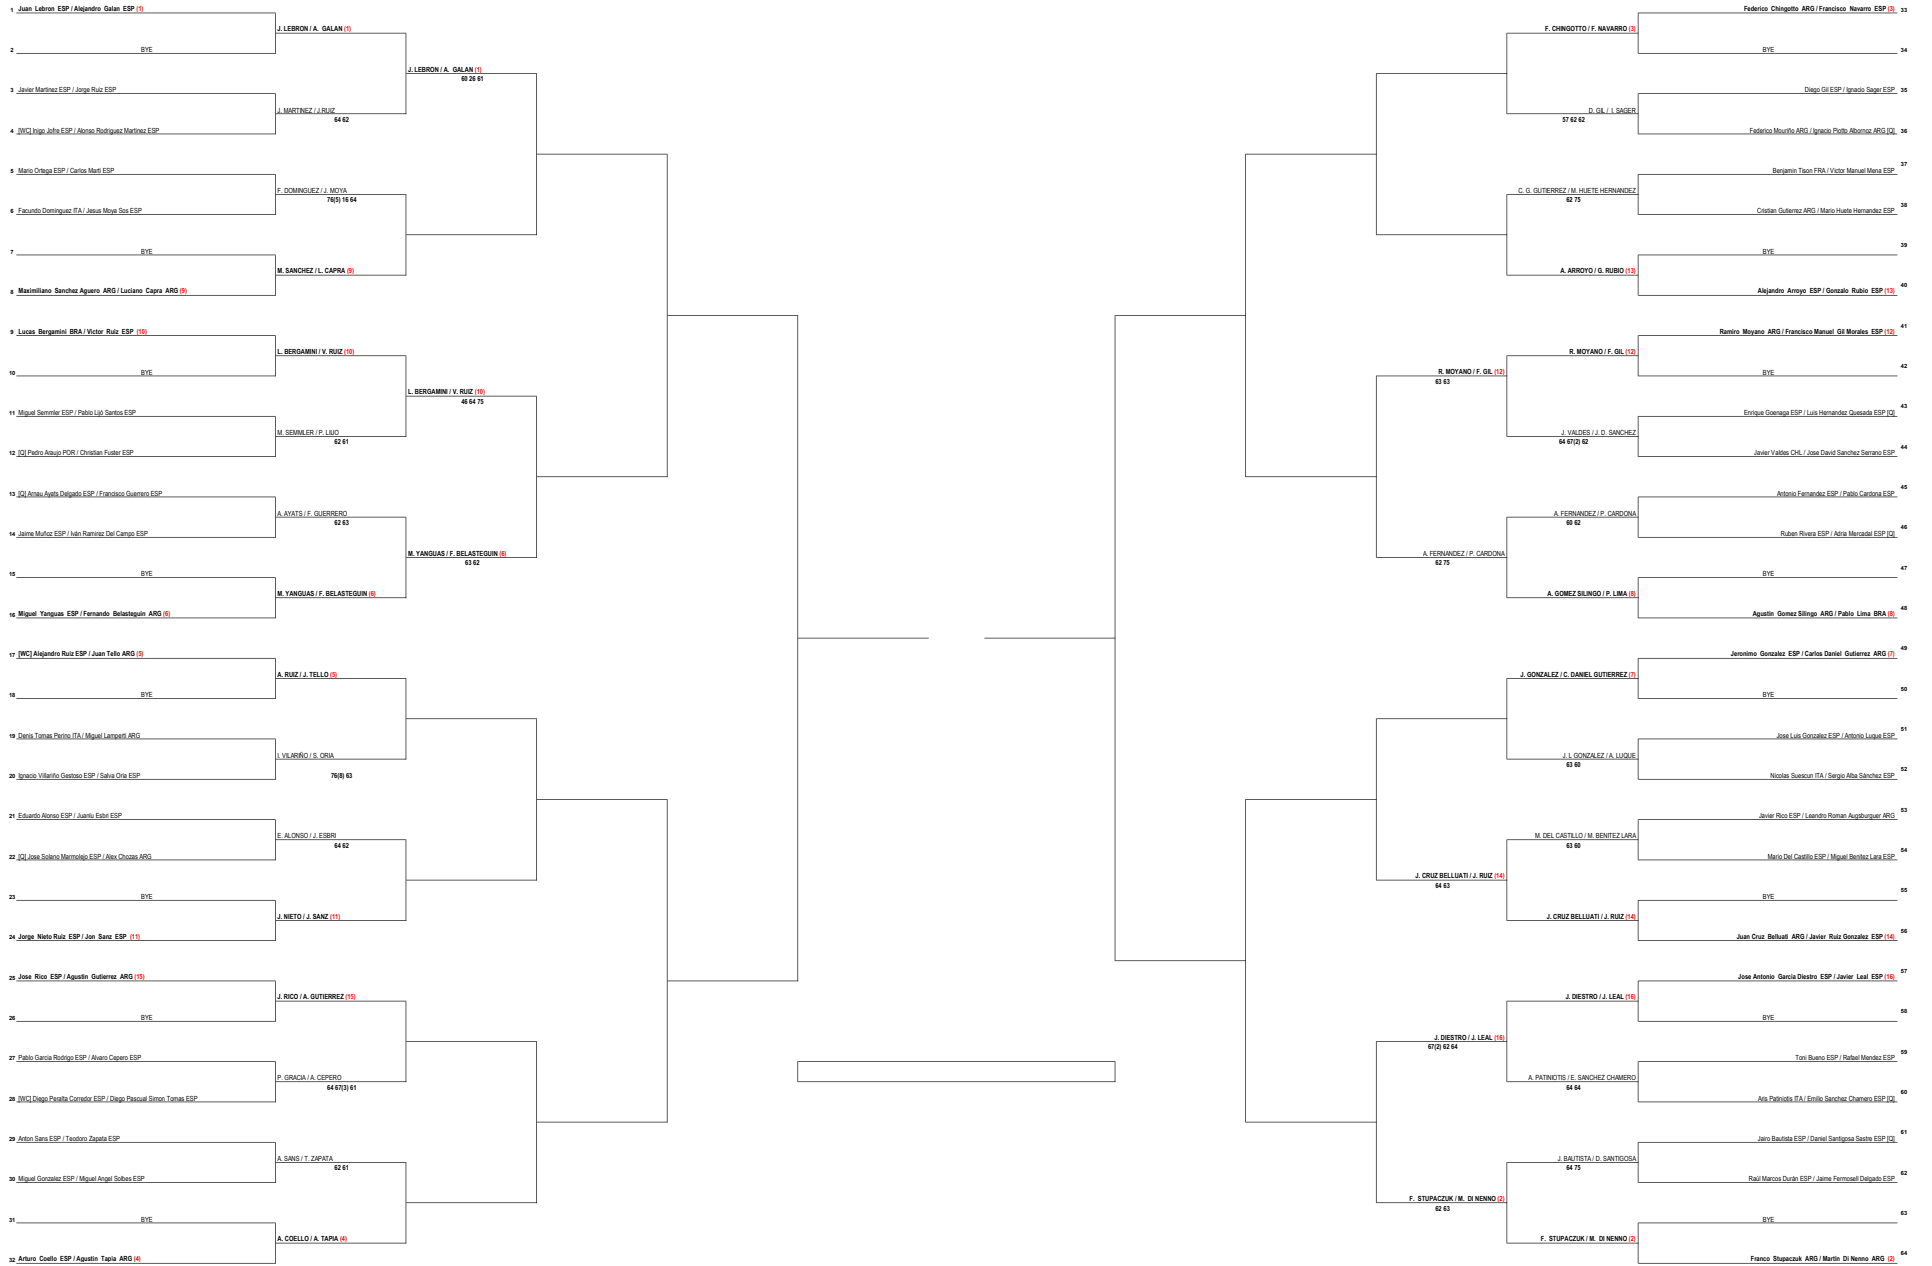 1 Juan Lebron ESP / Alejandro Galan ESP (1)
J. LEBRON / A. GALAN (1)
2 BYE
J. LEBRON / A. GALAN (1)
60 26 61
3 Javier Martinez ESP / Jorge Ruiz ESP
J. MARTINEZ / J.RUIZ
64 62
4 [WC] Inigo Jofre ESP / Alonso Rodriguez Martinez ESP
5 Mario Ortega ESP / Carlos Marti ESP
F. DOMINGUEZ / J. MOYA
76(5) 16 64
6 Facundo Dominguez ITA / Jesus Moya Sos ESP
7 BYE
M. SANCHEZ / L. CAPRA (9)
8 Maximiliano Sanchez Aguero ARG / Luciano Capra ARG (9)
9 Lucas Bergamini BRA / Victor Ruiz ESP (10)
L. BERGAMINI / V. RUIZ (10)
10 BYE
L. BERGAMINI / V. RUIZ (10)
46 64 75
11 Miguel Semmler ESP / Pablo Lijó Santos ESP
M. SEMMLER / P. LIJO
62 61
12 [Q] Pedro Araujo POR / Christian Fuster ESP
13 [Q] Arnau Ayats Delgado ESP / Francisco Guerrero ESP
A. AYATS / F. GUERRERO
62 63
14 Jaime Muñoz ESP / Iván Ramirez Del Campo ESP
M. YANGUAS / F. BELASTEGUIN (6)
63 62
15 BYE
M. YANGUAS / F. BELASTEGUIN (6)
16 Miguel Yanguas ESP / Fernando Belasteguin ARG (6)
17 [WC] Alejandro Ruiz ESP / Juan Tello ARG (5)
A. RUIZ / J. TELLO (5)
18 BYE
19 Denis Tomas Perino ITA / Miguel Lamperti ARG
I. VILARIÑO / S. ORIA
76(8) 63
20 Ignacio Villariño Gestoso ESP / Salva Oria ESP
21 Eduardo Alonso ESP / Juanlu Esbri ESP
E. ALONSO / J. ESBRI
64 62
22 [Q] Jose Solano Marmolejo ESP / Alex Chozas ARG
23 BYE
J. NIETO / J. SANZ (11)
24 Jorge Nieto Ruiz ESP / Jon Sanz ESP (11)
25 Jose Rico ESP / Agustin Gutierrez ARG (15)
J. RICO / A. GUTIERREZ (15)
26 BYE
27 Pablo Garcia Rodrigo ESP / Alvaro Cepero ESP
P. GRACIA / A. CEPERO
64 67(3) 61
28 [WC] Diego Peralta Corredor ESP / Diego Pascual Simon Tomas ESP
29 Anton Sans ESP / Teodoro Zapata ESP
A. SANS / T. ZAPATA
62 61
30 Miguel Gonzalez ESP / Miguel Angel Solbes ESP
31 BYE
A. COELLO / A. TAPIA (4)
32 Arturo Coello ESP / Agustin Tapia ARG (4)
Federico Chingotto ARG / Francisco Navarro ESP (3) 33
F. CHINGOTTO / F. NAVARRO (3)
BYE 34
Diego Gil ESP / Ignacio Sager ESP 35
D. GIL / I. SAGER
57 62 62
Federico Mouriño ARG / Ignacio Piotto Albornoz ARG [Q] 36
37
Benjamin Tison FRA / Victor Manuel Mena ESP
C. G. GUTIERREZ / M. HUETE HERNANDEZ
62 75
Cristian Gutierrez ARG / Mario Huete Hernandez ESP 38
BYE 39
A. ARROYO / G. RUBIO (13)
Alejandro Arroyo ESP / Gonzalo Rubio ESP (13) 40
Ramiro Moyano ARG / Francisco Manuel Gil Morales ESP (12) 41
R. MOYANO / F. GIL (12)
BYE 42
R. MOYANO / F. GIL (12)
63 63
Enrique Goenaga ESP / Luis Hernandez Quesada ESP [Q] 43
J. VALDES / J. D. SANCHEZ
64 67(2) 62
Javier Valdes CHL / Jose David Sanchez Serrano ESP 44
Antonio Fernandez ESP / Pablo Cardona ESP 45
A. FERNANDEZ / P. CARDONA
60 62
Ruben Rivera ESP / Adria Mercadal ESP [Q] 46
A. FERNANDEZ / P. CARDONA
62 75
BYE 47
A. GOMEZ SILINGO / P. LIMA (8)
Agustin Gomez Silingo ARG / Pablo Lima BRA (8) 48
Jeronimo Gonzalez ESP / Carlos Daniel Gutierrez ARG (7) 49
J. GONZALEZ / C. DANIEL GUTIERREZ (7)
BYE 50
Jose Luis Gonzalez ESP / Antonio Luque ESP 51
J. L GONZALEZ / A. LUQUE
63 60
Nicolas Suescun ITA / Sergio Alba Sánchez ESP 52
Javier Rico ESP / Leandro Roman Augsburguer ARG 53
M. DEL CASTILLO / M. BENITEZ LARA
63 60
Mario Del Castillo ESP / Miguel Benitez Lara ESP 54
J. CRUZ BELLUATI / J. RUIZ (14)
64 63
BYE 55
J. CRUZ BELLUATI / J. RUIZ (14)
Juan Cruz Belluati ARG / Javier Ruiz Gonzalez ESP (14) 56
Jose Antonio Garcia Diestro ESP / Javier Leal ESP (16) 57
J. DIESTRO / J. LEAL (16)
BYE 58
J. DIESTRO / J. LEAL (16)
67(2) 62 64
Toni Bueno ESP / Rafael Mendez ESP 59
A. PATINIOTIS / E. SANCHEZ CHAMERO
64 64
Aris Patiniotis ITA / Emilio Sanchez Chamero ESP [Q] 60
Jairo Bautista ESP / Daniel Santigosa Sastre ESP [Q] 61
J. BAUTISTA / D. SANTIGOSA
64 75
Raúl Marcos Durán ESP / Jaime Fermosell Delgado ESP 62
F. STUPACZUK / M. DI NENNO (2)
62 63
BYE 63
F. STUPACZUK / M. DI NENNO (2)
Franco Stupaczuk ARG / Martin Di Nenno ARG (2) 64